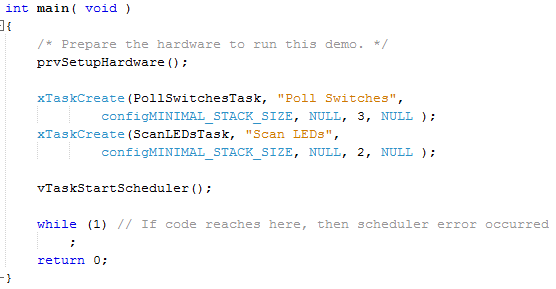 int main( void )
{
/* Prepare the hardware to run this demo. */
prvSetupHardware();
xTaskCreate(PollSwitchesTask, "Poll Switches",
configMINIMAL_STACK_SIZE, NULL, 3, NULL );
xTaskCreate(ScanLEDsTask, "Scan LEDs",
configMINIMAL_STACK_SIZE, NULL, 2, NULL );
vTaskStartScheduler();
while (1) // If code reaches here, then scheduler error occurred
;
return 0;
}